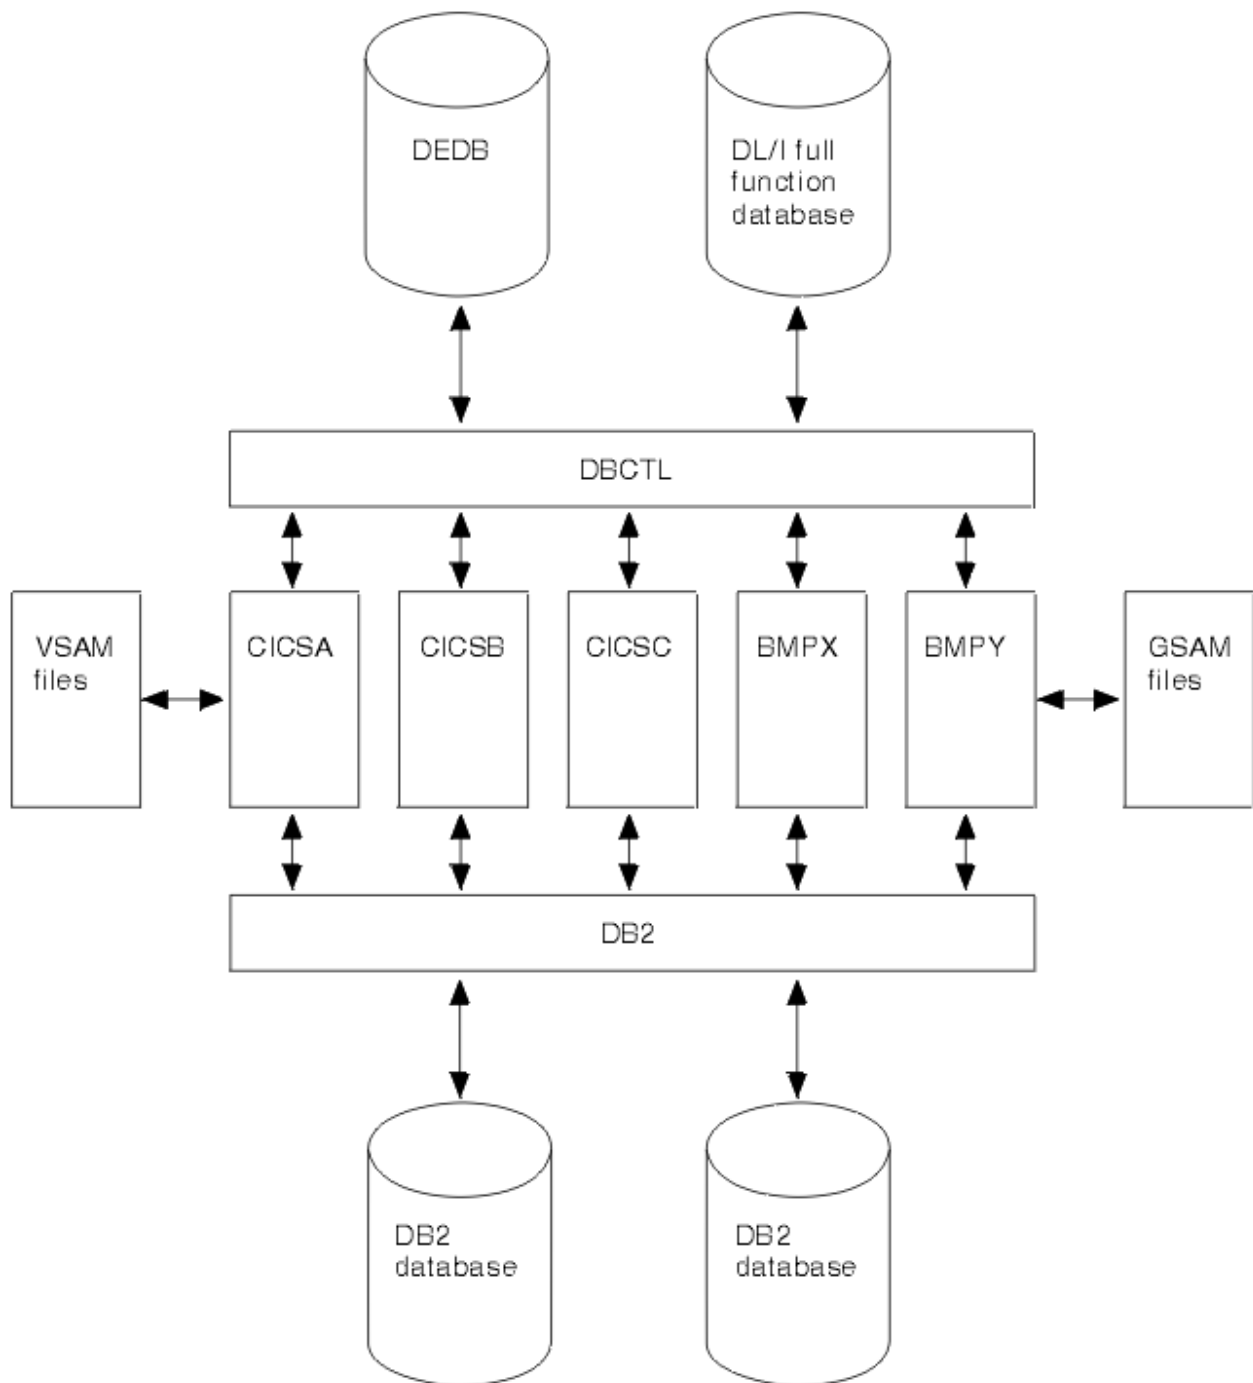 DEDB
DL/I full
function
database
DBCTL
VSAM
files
CICSA
CICSB
CICSC
BMPX
BMPY
GSAM
files
DB2
DB2
database
DB2
database